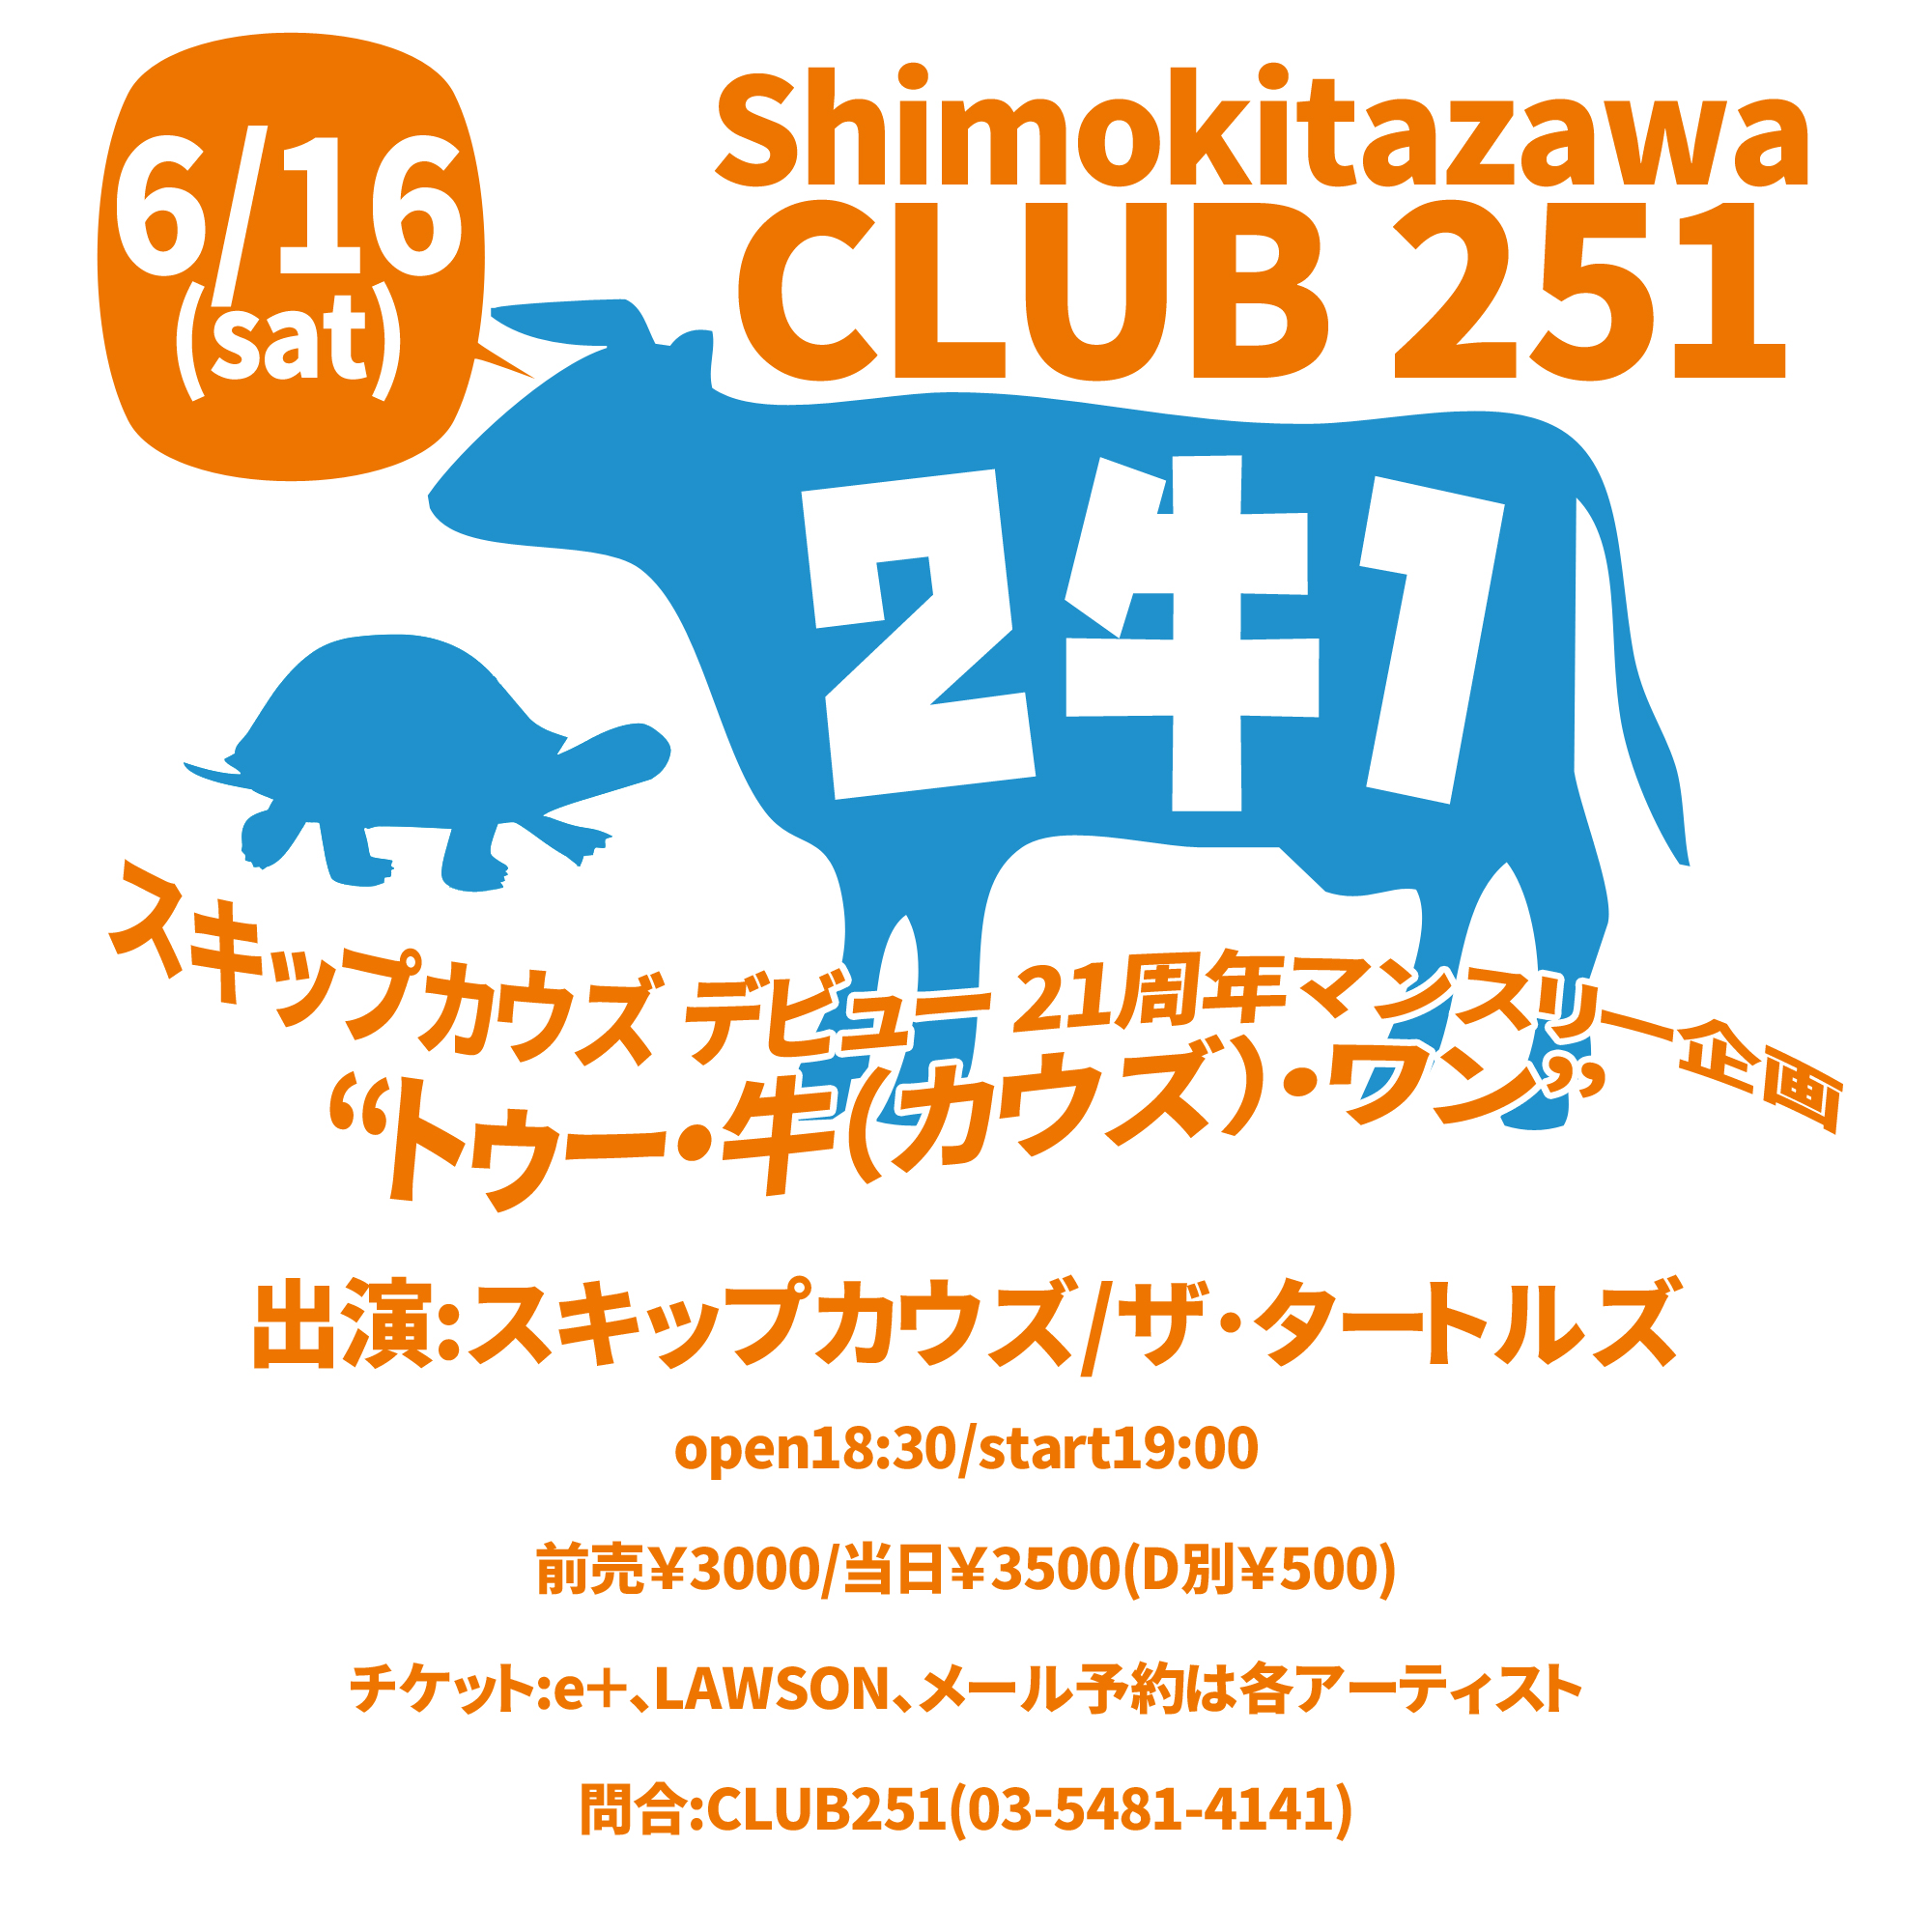 6/16
(sat)
Shimokitazawa
CLUB 251
2牛1
スキップカウズ デビュー 21周年マンスリー企画
“トゥー・牛(カウズ)・ワン”
出演:スキップカウズ/ザ・タートルズ
open18:30/start19:00
前売¥3000/当日¥3500(D別¥500)
チケット:e+、LAWSON、メール予約は各アーティスト
問合:CLUB251(03-5481-4141)